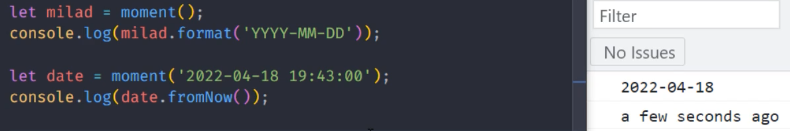 let milad = moment();
console.log(milad.format('YYYY-MM-DD'));
let date = moment('2022-04-18 19:43:00');
console.log(date.fromNow());
Filter
No Issues
2022-04-18
a few seconds ago